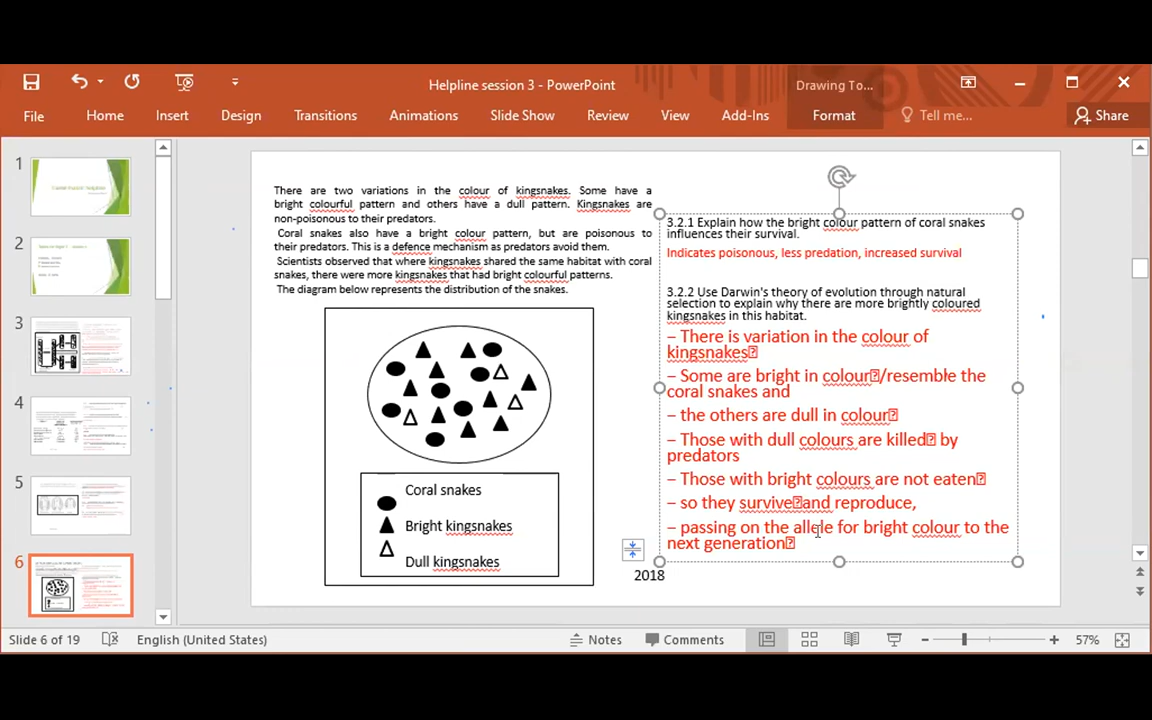 Helpline session 3 - PowerPoint
Drawing To...
File
Home
Insert
Design
Transitions
Animations
Slide Show
Review
View
Add-Ins
Format
Tell me...
Share
1
2
3
4
5
6
There are two variations in the colour of kingsnakes. Some have a
bright colourful pattern and others have a dull pattern. Kingsnakes are
non-poisonous to their predators.
Coral snakes also have a bright colour pattern, but are poisonous to
their predators. This is a defence mechanism as predators avoid them.
Scientists observed that where kingsnakes shared the same habitat with coral
snakes, there were more kingsnakes that had bright colourful patterns.
The diagram below represents the distribution of the snakes.
Coral snakes
Bright kingsnakes
Dull kingsnakes
3.2.1 Explain how the bright colour pattern of coral snakes
influences their survival.
Indicates poisonous, less predation, increased survival
3.2.2 Use Darwin's theory of evolution through natural
selection to explain why there are more brightly coloured
kingsnakes in this habitat.
– There is variation in the colour of
kingsnakes
– Some are bright in colour/resemble the
coral snakes and
– the others are dull in colour
– Those with dull colours are killed by
predators
– Those with bright colours are not eaten
– so they survive and reproduce,
– passing on the allele for bright colour to the
next generation
2018
Slide 6 of 19
English (United States)
Notes
Comments
57%